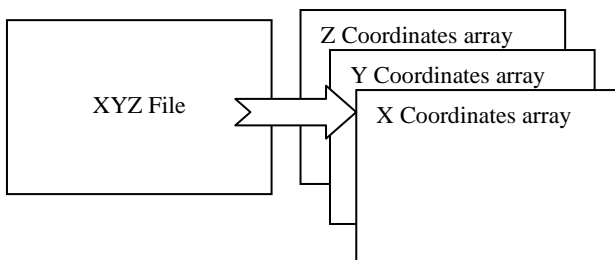 Z Coordinates array
Y Coordinates array
XYZ File
X Coordinates array